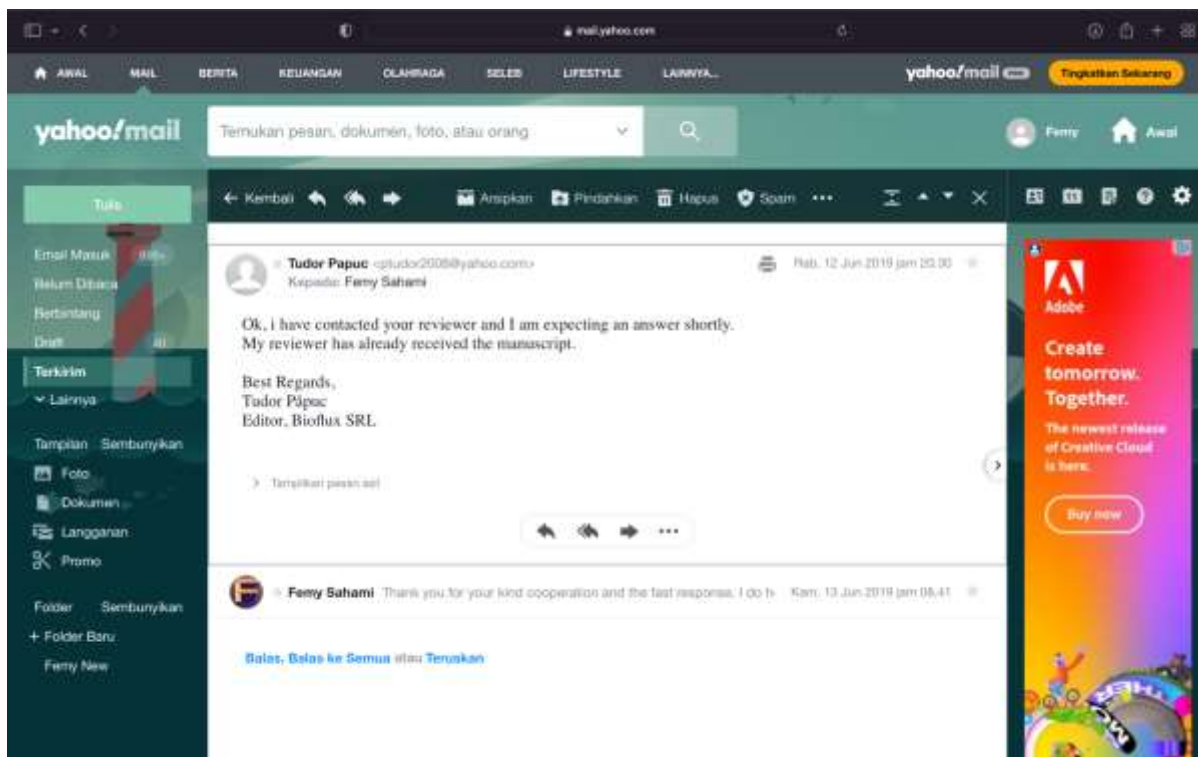 mail.yahoo.com
AWAL MAIL BERITA KEUANGAN OLAHRAGA SELEB LIFESTYLE LAINNYA... yahoo!mail Tingkatkan Sekarang
yahoo!mail Temukan pesan, dokumen, foto, atau orang Femy Awal
Tulis
Kembali Arsipkan Pindahkan Hapus Spam
Email Masuk
Belum Dibaca
Berbintang
Draft
Terkirim
Lainnya
Tampilan Sembunyikan
Foto
Dokumen
Langganan
Promo
Folder Sembunyikan
+ Folder Baru
Femy New
Tudor Papuc <ptudor2008@yahoo.com> Rab, 12 Jun 2019 jam 20.30
Kepada: Femy Sahami
Ok, i have contacted your reviewer and I am expecting an answer shortly.
My reviewer has already received the manuscript.
Best Regards,
Tudor Păpuc
Editor, Bioflux SRL
Tampilkan pesan asli
Femy Sahami Thank you for your kind cooperation and the fast response. I do h Kam, 13 Jun 2019 jam 08.41
Balas, Balas ke Semua atau Teruskan
Adobe
Create
tomorrow.
Together.
The newest release
of Creative Cloud
is here.
Buy now